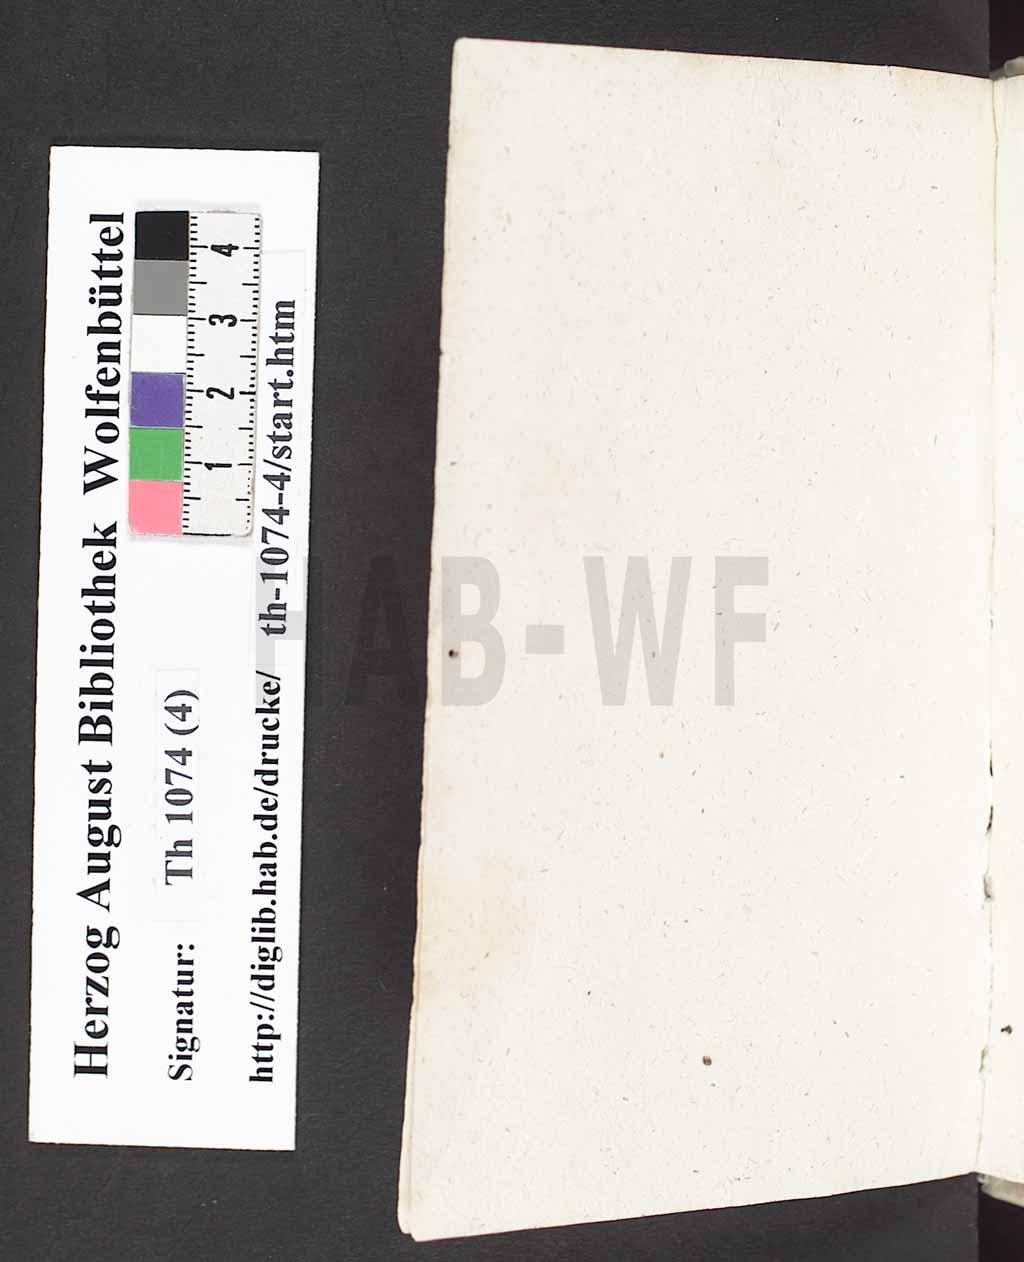 Herzog August Bibliothek Wolfenbüttel
Signatur: Th 1074 (4)
http://diglib.hab.de/drucke/ th-1074-4/start.htm
1 2 3 4
HAB-WF